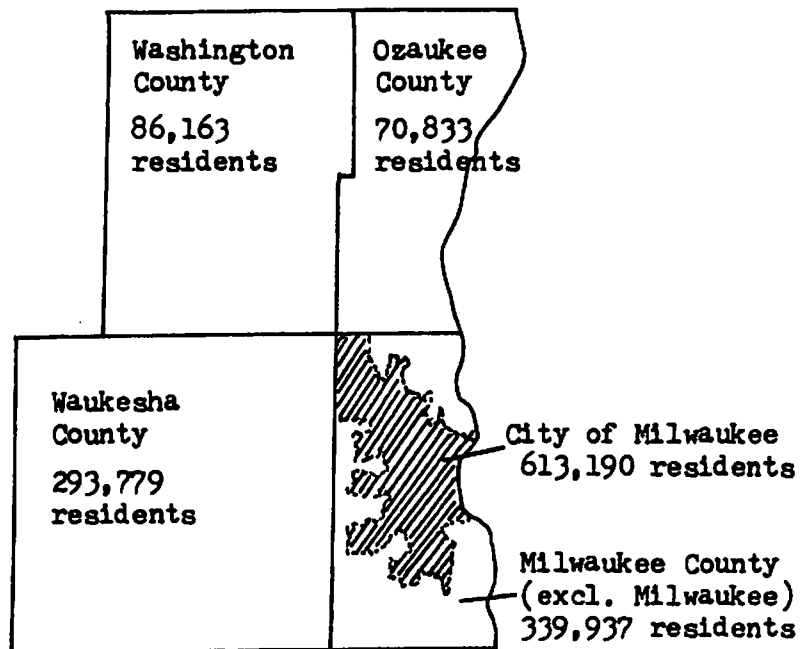 Washington
County
86,163
residents
Ozaukee
County
70,833
residents
Waukesha
County
293,779
residents
City of Milwaukee
613,190 residents
Milwaukee County
(excl. Milwaukee)
339,937 residents